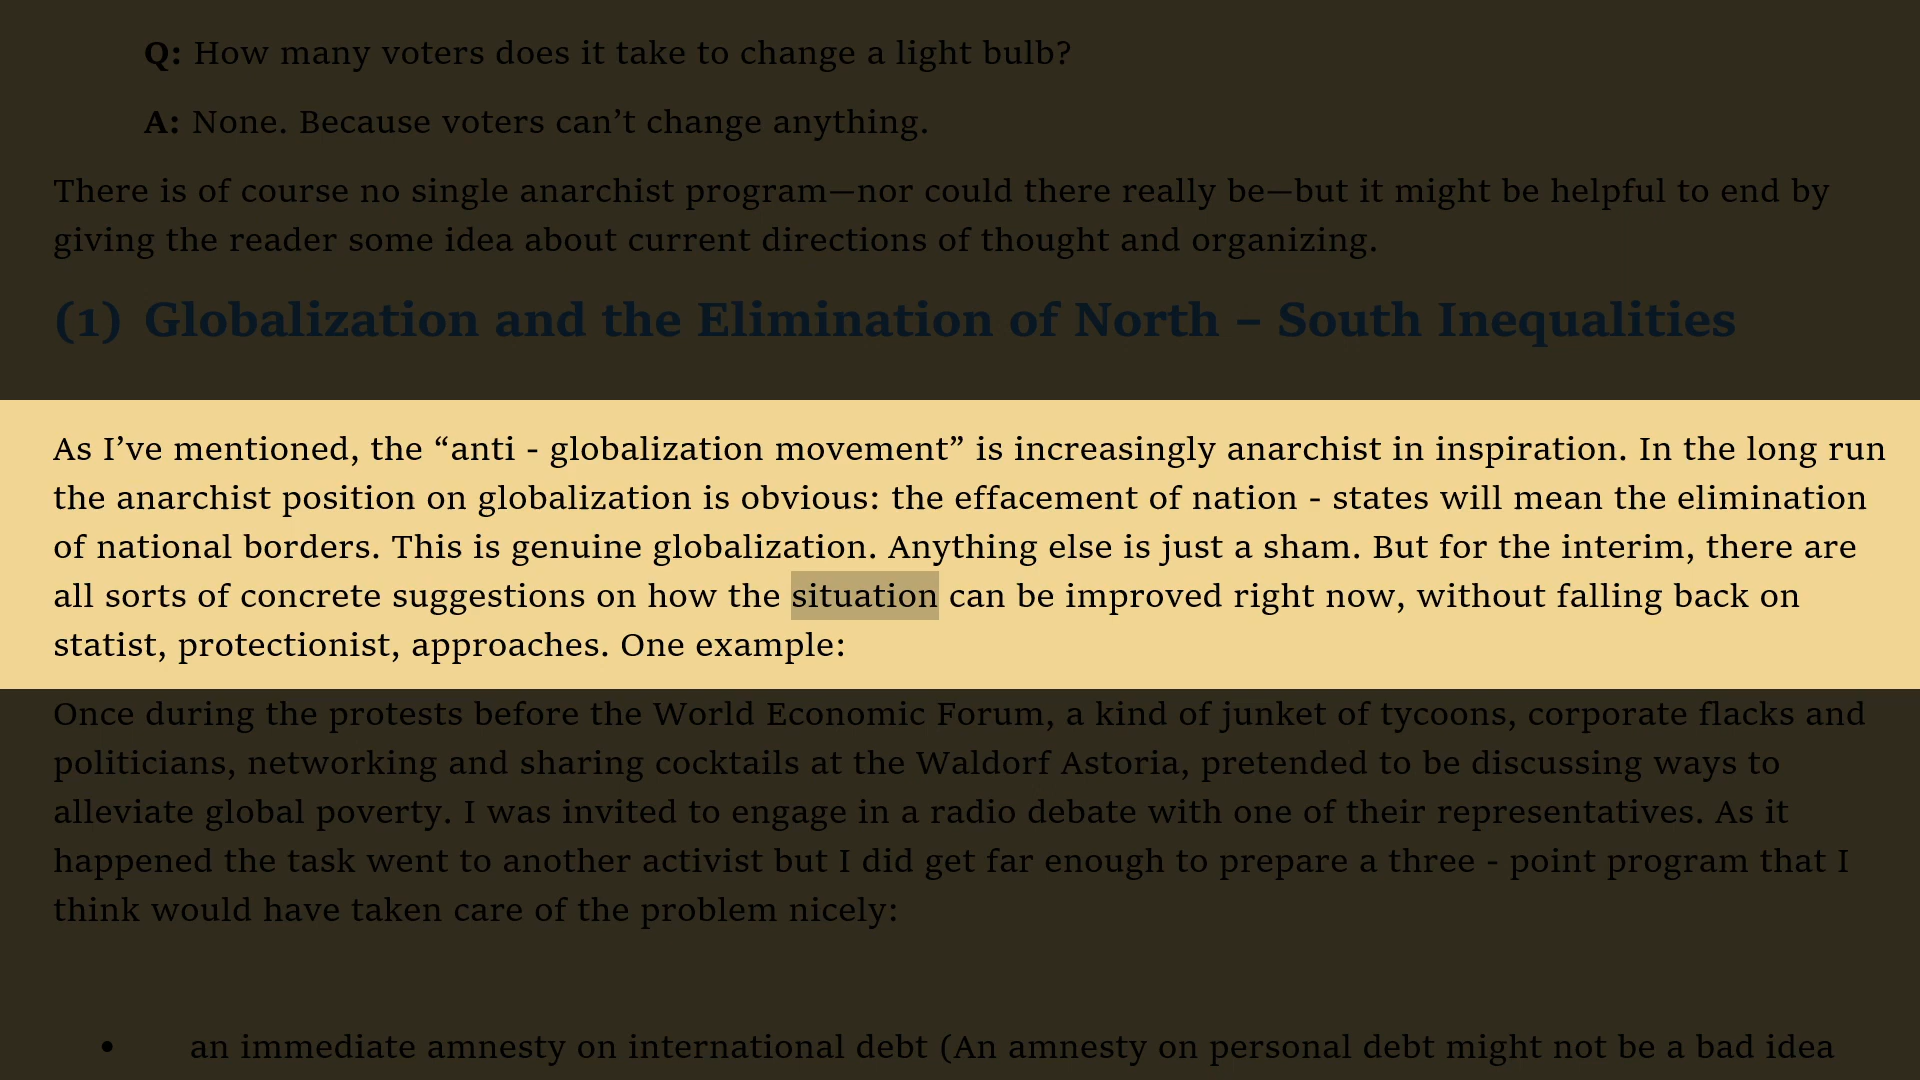 Q: How many voters does it take to change a light bulb?
A: None. Because voters can’t change anything.
There is of course no single anarchist program—nor could there really be—but it might be helpful to end by
giving the reader some idea about current directions of thought and organizing.
(1) Globalization and the Elimination of North – South Inequalities
As I’ve mentioned, the “anti - globalization movement” is increasingly anarchist in inspiration. In the long run
the anarchist position on globalization is obvious: the effacement of nation - states will mean the elimination
of national borders. This is genuine globalization. Anything else is just a sham. But for the interim, there are
all sorts of concrete suggestions on how the situation can be improved right now, without falling back on
statist, protectionist, approaches. One example:
Once during the protests before the World Economic Forum, a kind of junket of tycoons, corporate flacks and
politicians, networking and sharing cocktails at the Waldorf Astoria, pretended to be discussing ways to
alleviate global poverty. I was invited to engage in a radio debate with one of their representatives. As it
happened the task went to another activist but I did get far enough to prepare a three - point program that I
think would have taken care of the problem nicely:
• an immediate amnesty on international debt (An amnesty on personal debt might not be a bad idea